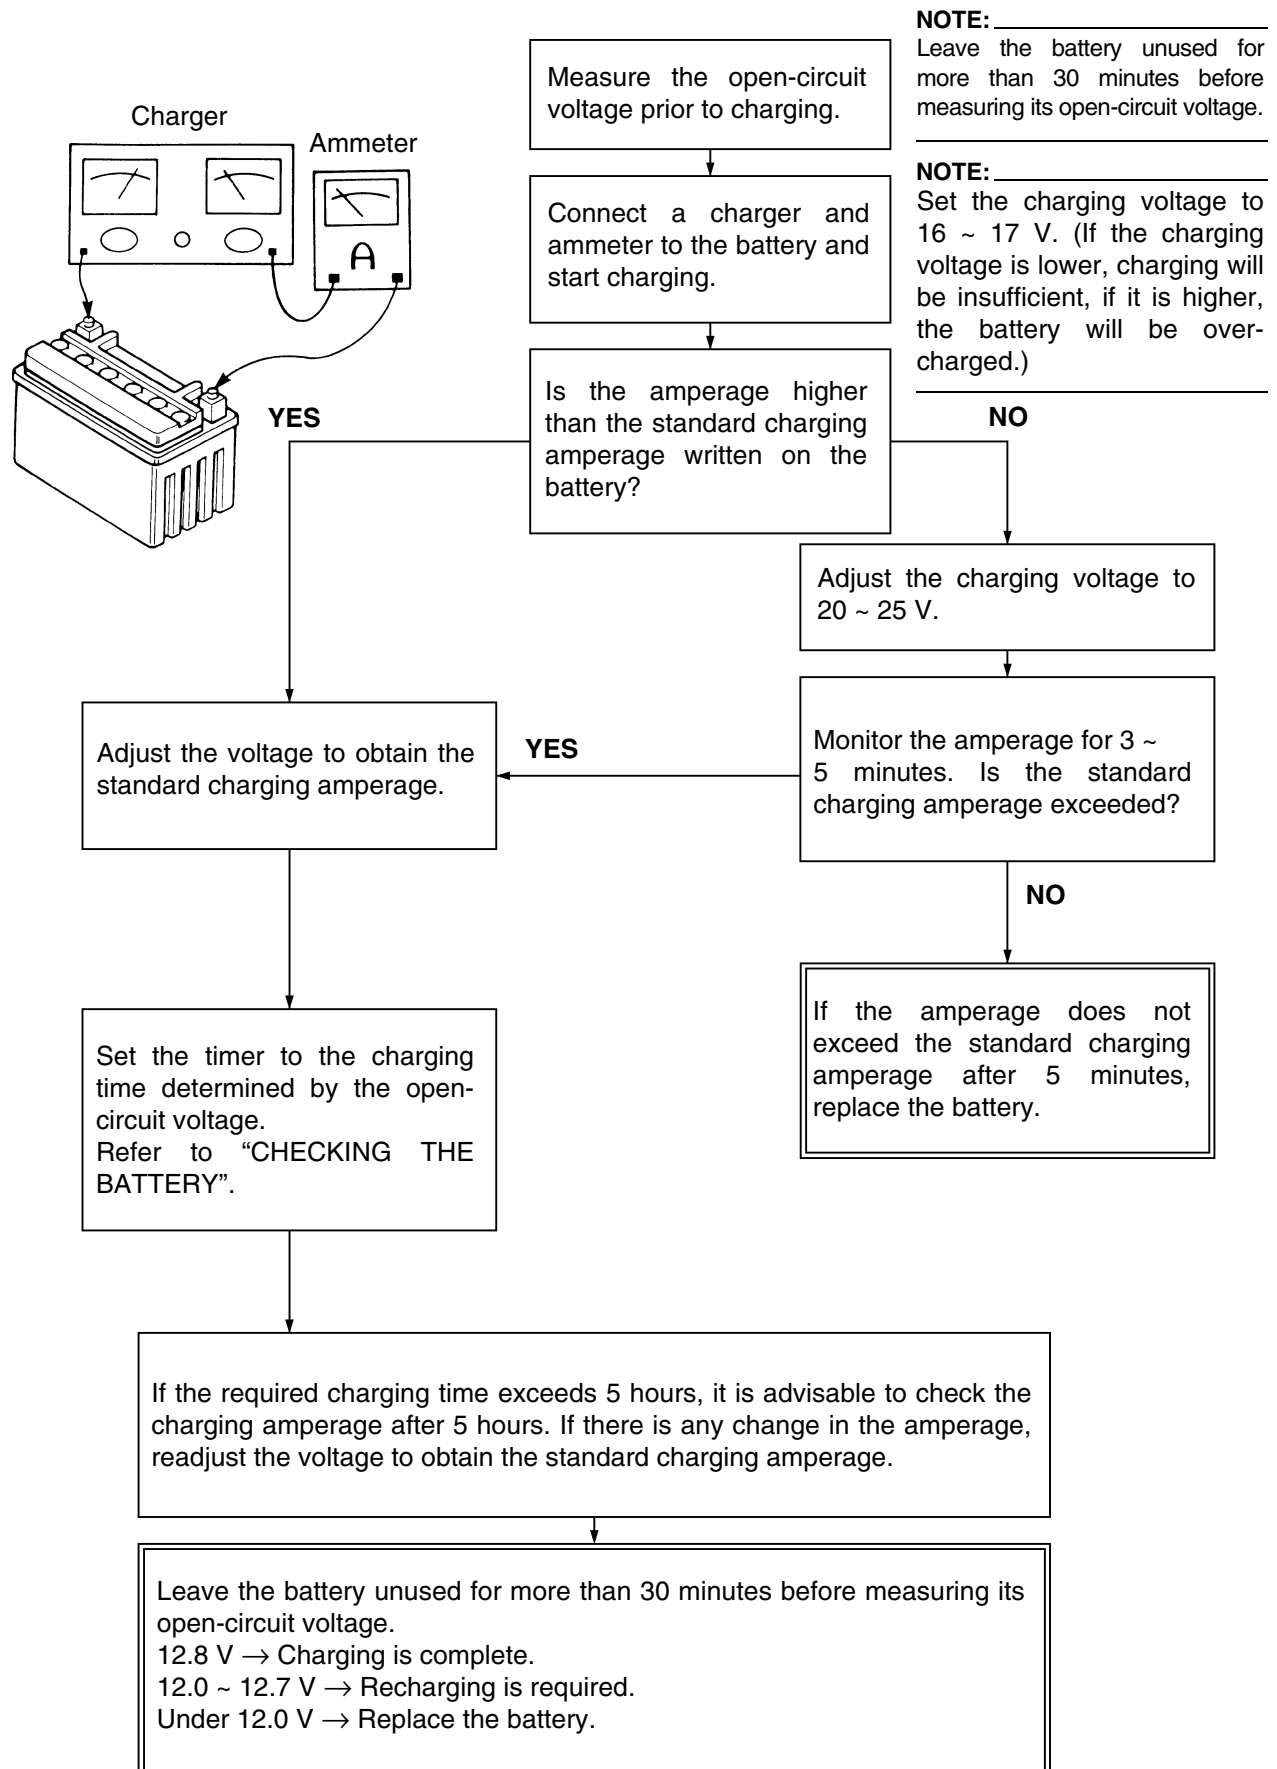 NOTE:
Leave the battery unused for
more than 30 minutes before
measuring its open-circuit voltage.
Measure the open-circuit
voltage prior to charging.
Charger
Ammeter
A
NOTE:
Set the charging voltage to
16 ~ 17 V. (If the charging
voltage is lower, charging will
be insufficient, if it is higher,
the battery will be over-
charged.)
Connect a charger and
ammeter to the battery and
start charging.
Is the amperage higher
than the standard charging
amperage written on the
battery?
YES
NO
Adjust the charging voltage to
20 ~ 25 V.
Monitor the amperage for 3 ~
5 minutes. Is the standard
charging amperage exceeded?
YES
Adjust the voltage to obtain the
standard charging amperage.
NO
If the amperage does not
exceed the standard charging
amperage after 5 minutes,
replace the battery.
Set the timer to the charging
time determined by the open-
circuit voltage.
Refer to “CHECKING THE
BATTERY”.
If the required charging time exceeds 5 hours, it is advisable to check the
charging amperage after 5 hours. If there is any change in the amperage,
readjust the voltage to obtain the standard charging amperage.
Leave the battery unused for more than 30 minutes before measuring its
open-circuit voltage.
12.8 V → Charging is complete.
12.0 ~ 12.7 V → Recharging is required.
Under 12.0 V → Replace the battery.